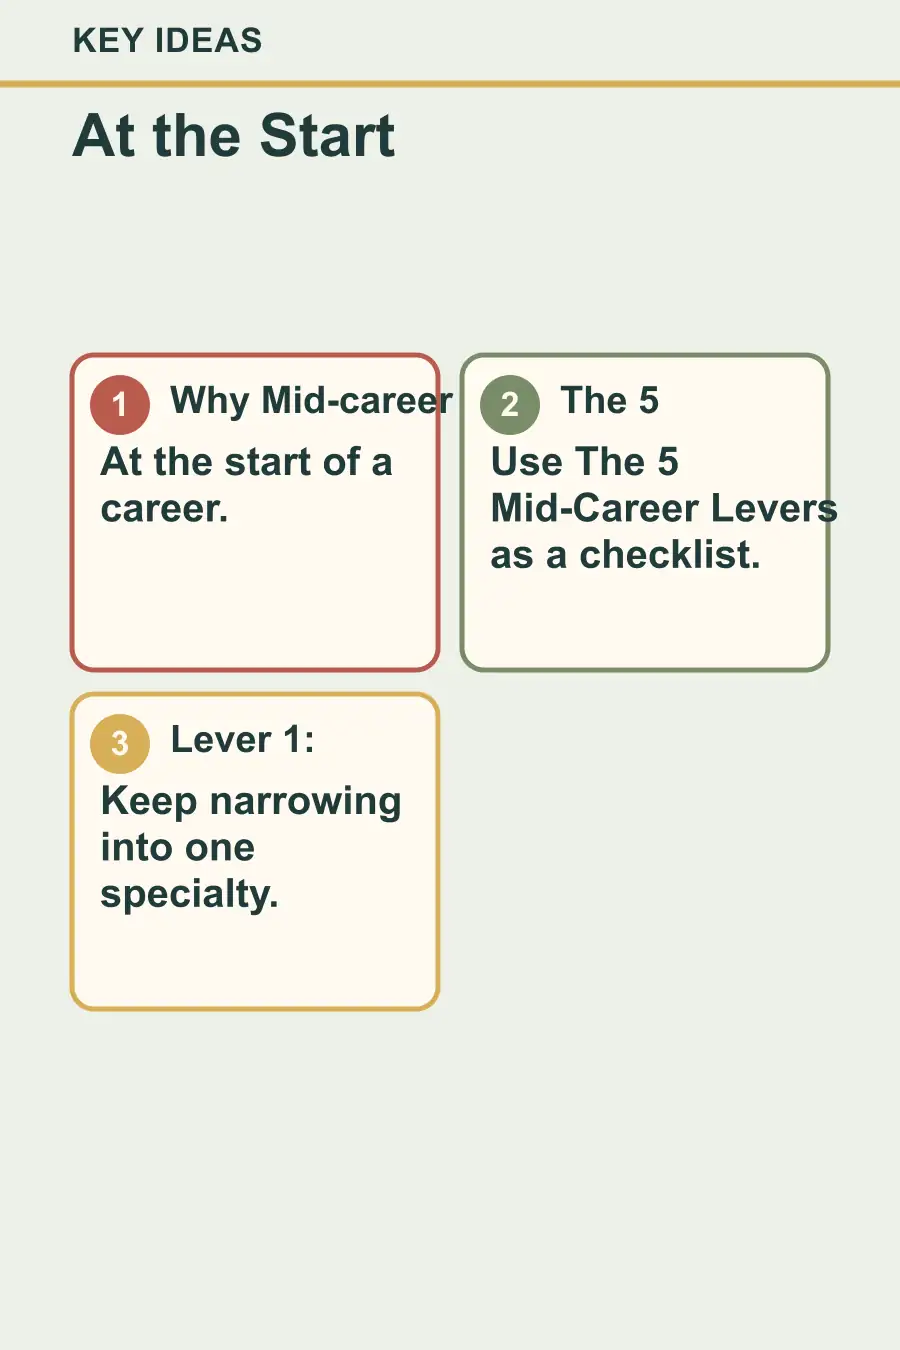 KEY IDEAS
At the Start
1 Why Mid-career
At the start of a
career.
2 The 5
Use The 5
Mid-Career Levers
as a checklist.
3 Lever 1:
Keep narrowing
into one
specialty.